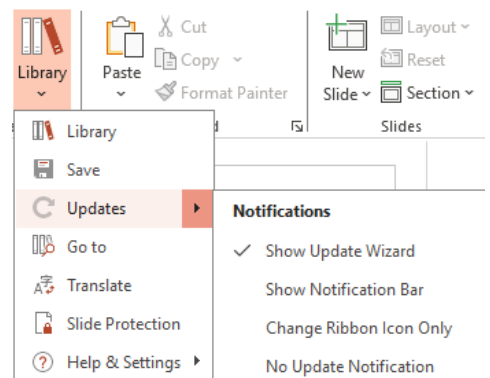 Library
Paste
Cut
Copy
Format Painter
New
Slide
Layout
Reset
Section
Slides
Library
Save
Updates
Go to
Translate
Slide Protection
Help & Settings
Notifications
Show Update Wizard
Show Notification Bar
Change Ribbon Icon Only
No Update Notification